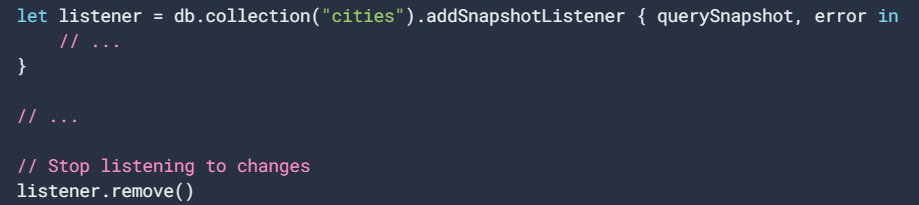 let listener = db.collection("cities").addSnapshotListener { querySnapshot, error in
    // ...
}

// ...

// Stop listening to changes
listener.remove()